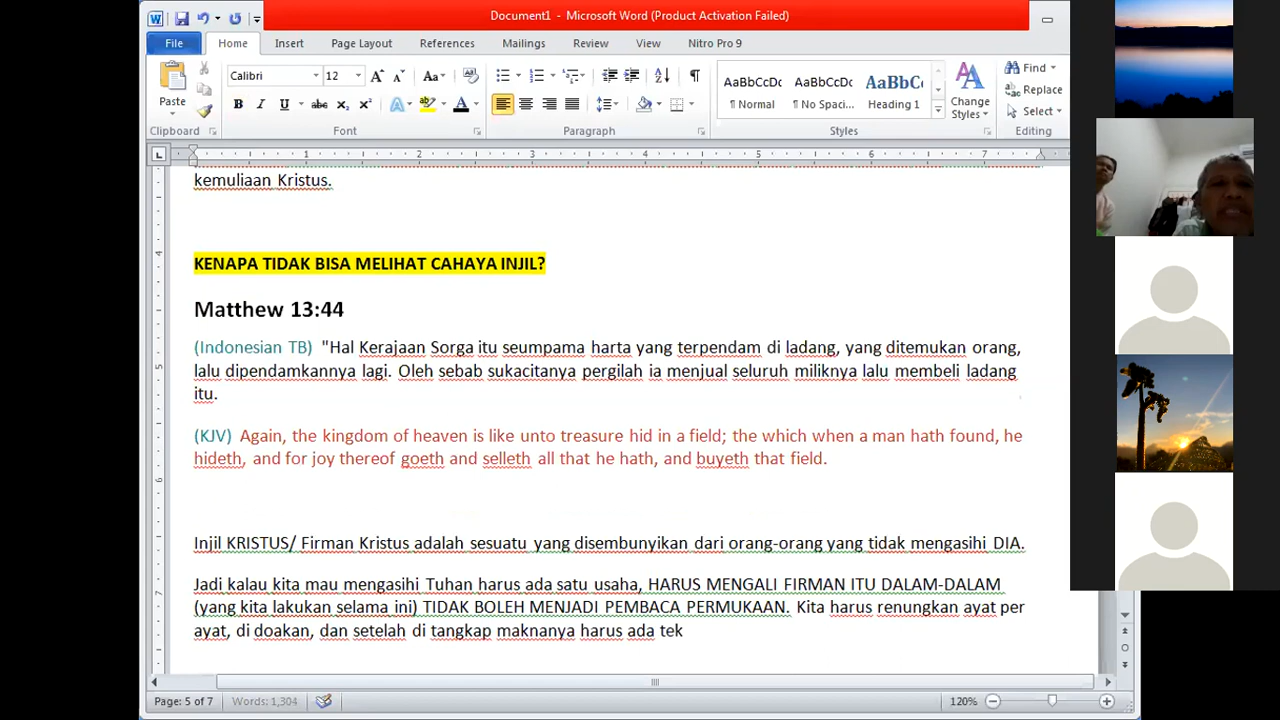 Document1 - Microsoft Word (Product Activation Failed)
File Home Insert Page Layout References Mailings Review View Nitro Pro 9
Paste
Calibri 12
AaBbCcDc AaBbCcDc AaBbC
¶ Normal ¶ No Spaci... Heading 1
Change
Styles
Find
Replace
Select
Clipboard Font Paragraph Styles Editing
1 2 3 4 5 6 7
kemuliaan Kristus.
KENAPA TIDAK BISA MELIHAT CAHAYA INJIL?
Matthew 13:44
(Indonesian TB) "Hal Kerajaan Sorga itu seumpama harta yang terpendam di ladang, yang ditemukan orang,
lalu dipendamkannya lagi. Oleh sebab sukacitanya pergilah ia menjual seluruh miliknya lalu membeli ladang
itu.
(KJV) Again, the kingdom of heaven is like unto treasure hid in a field; the which when a man hath found, he
hideth, and for joy thereof goeth and selleth all that he hath, and buyeth that field.
Injil KRISTUS/ Firman Kristus adalah sesuatu yang disembunyikan dari orang-orang yang tidak mengasihi DIA.
Jadi kalau kita mau mengasihi Tuhan harus ada satu usaha, HARUS MENGALI FIRMAN ITU DALAM-DALAM
(yang kita lakukan selama ini) TIDAK BOLEH MENJADI PEMBACA PERMUKAAN. Kita harus renungkan ayat per
ayat, di doakan, dan setelah di tangkap maknanya harus ada tek
Page: 5 of 7 Words: 1,304 120%